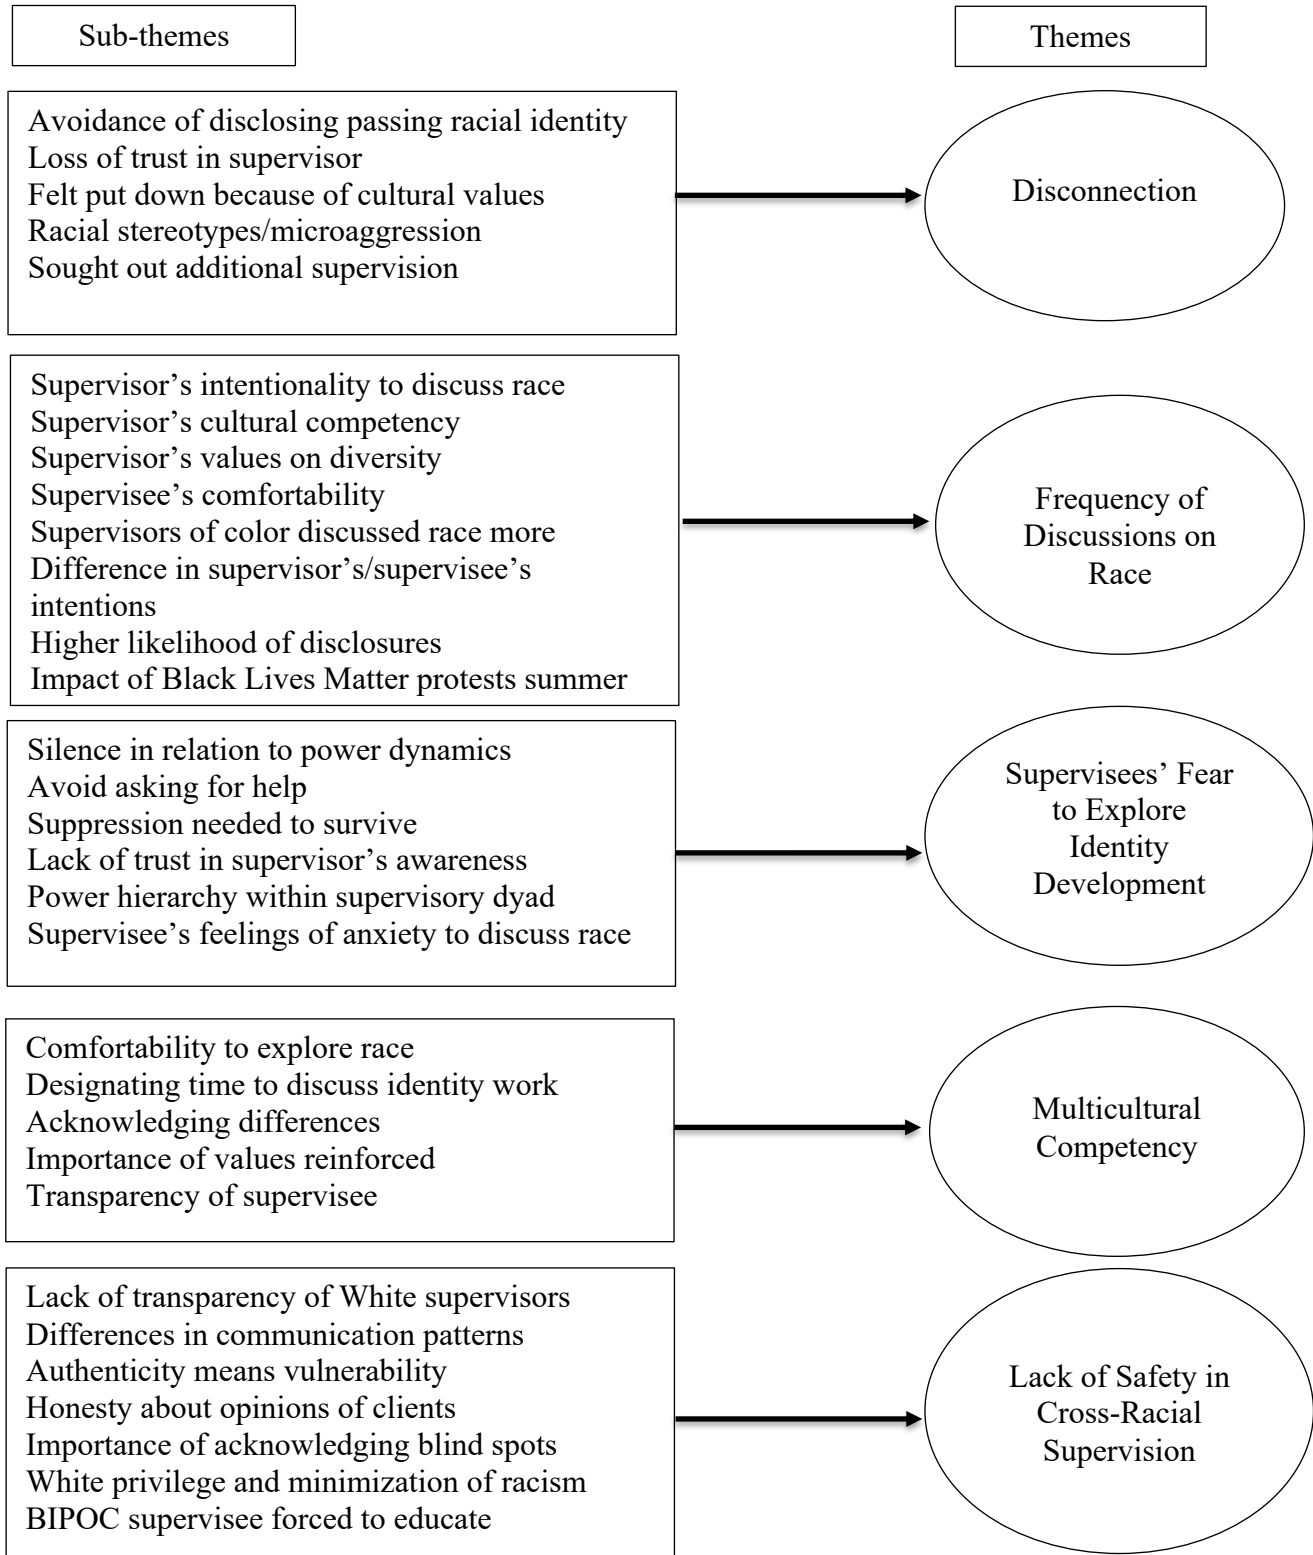 Sub-themes
Themes
Avoidance of disclosing passing racial identity
Loss of trust in supervisor
Felt put down because of cultural values
Racial stereotypes/microaggression
Sought out additional supervision
Disconnection
Supervisor’s intentionality to discuss race
Supervisor’s cultural competency
Supervisor’s values on diversity
Supervisee’s comfortability
Supervisors of color discussed race more
Difference in supervisor’s/supervisee’s
intentions
Higher likelihood of disclosures
Impact of Black Lives Matter protests summer
Frequency of
Discussions on
Race
Silence in relation to power dynamics
Avoid asking for help
Suppression needed to survive
Lack of trust in supervisor’s awareness
Power hierarchy within supervisory dyad
Supervisee’s feelings of anxiety to discuss race
Supervisees’ Fear
to Explore
Identity
Development
Comfortability to explore race
Designating time to discuss identity work
Acknowledging differences
Importance of values reinforced
Transparency of supervisee
Multicultural
Competency
Lack of transparency of White supervisors
Differences in communication patterns
Authenticity means vulnerability
Honesty about opinions of clients
Importance of acknowledging blind spots
White privilege and minimization of racism
BIPOC supervisee forced to educate
Lack of Safety in
Cross-Racial
Supervision